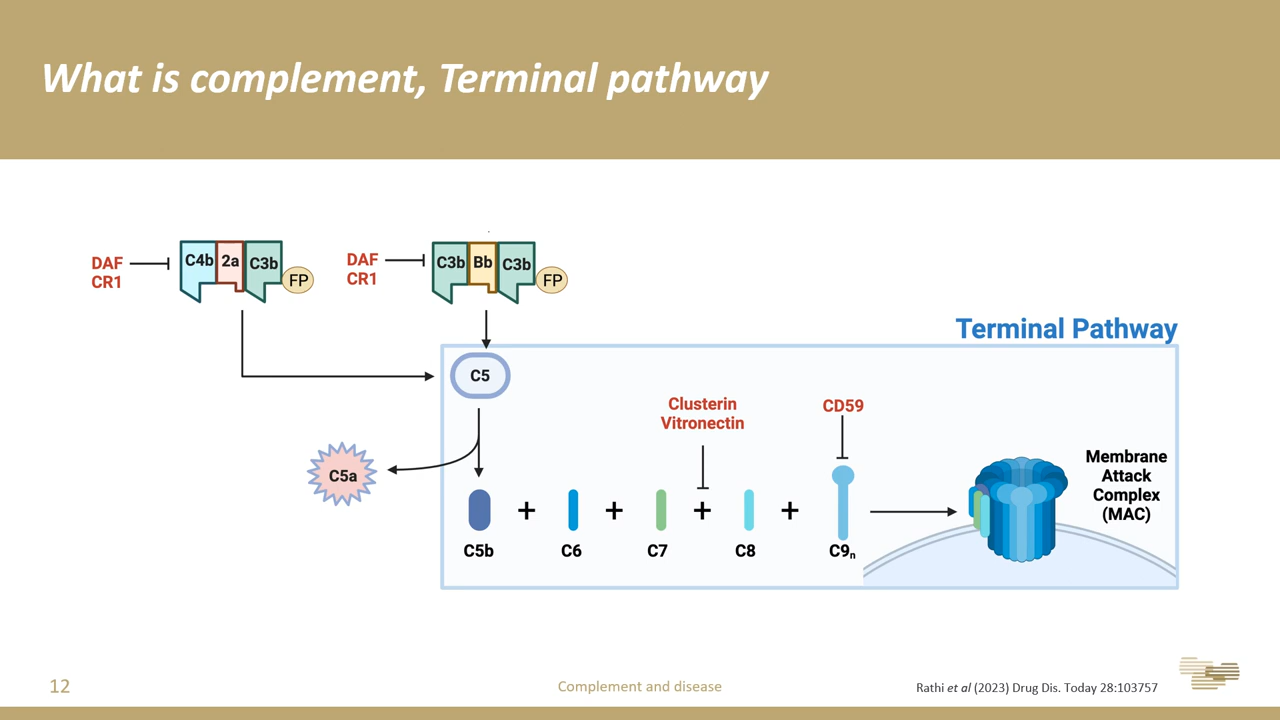 What is complement, Terminal pathway
DAF
CR1
C4b
2a
C3b
FP
DAF
CR1
C3b
Bb
C3b
FP
Terminal Pathway
C5
C5a
Clusterin
Vitronectin
CD59
Membrane
Attack
Complex
(MAC)
+
+
+
+
C5b
C6
C7
C8
C9n
12
Complement and disease
Rathi et al (2023) Drug Dis. Today 28:103757